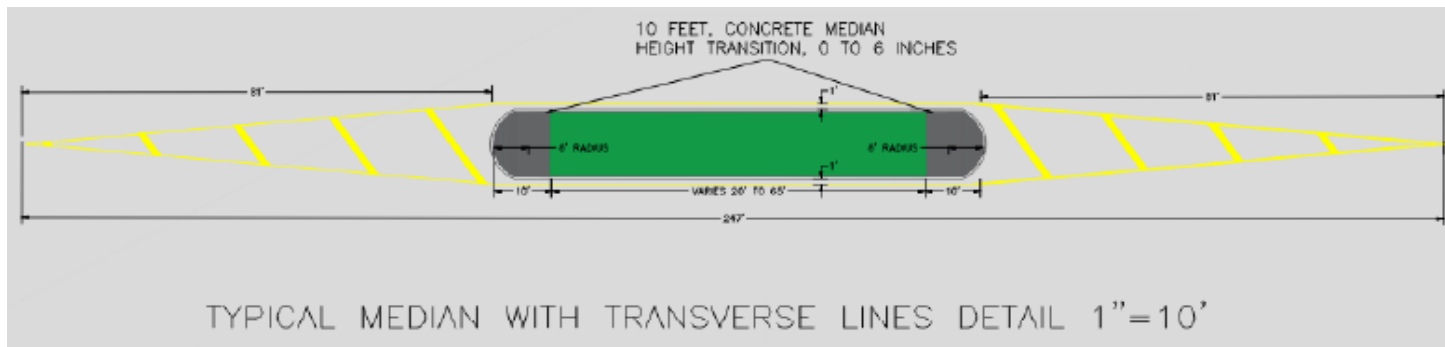 10 FEET, CONCRETE MEDIAN
HEIGHT TRANSITION, 0 TO 6 INCHES
81' 1' 81'
6' RADIUS 6' RADIUS
1'
10' VARIES 26' TO 65' 10'
247'
TYPICAL MEDIAN WITH TRANSVERSE LINES DETAIL 1"=10'